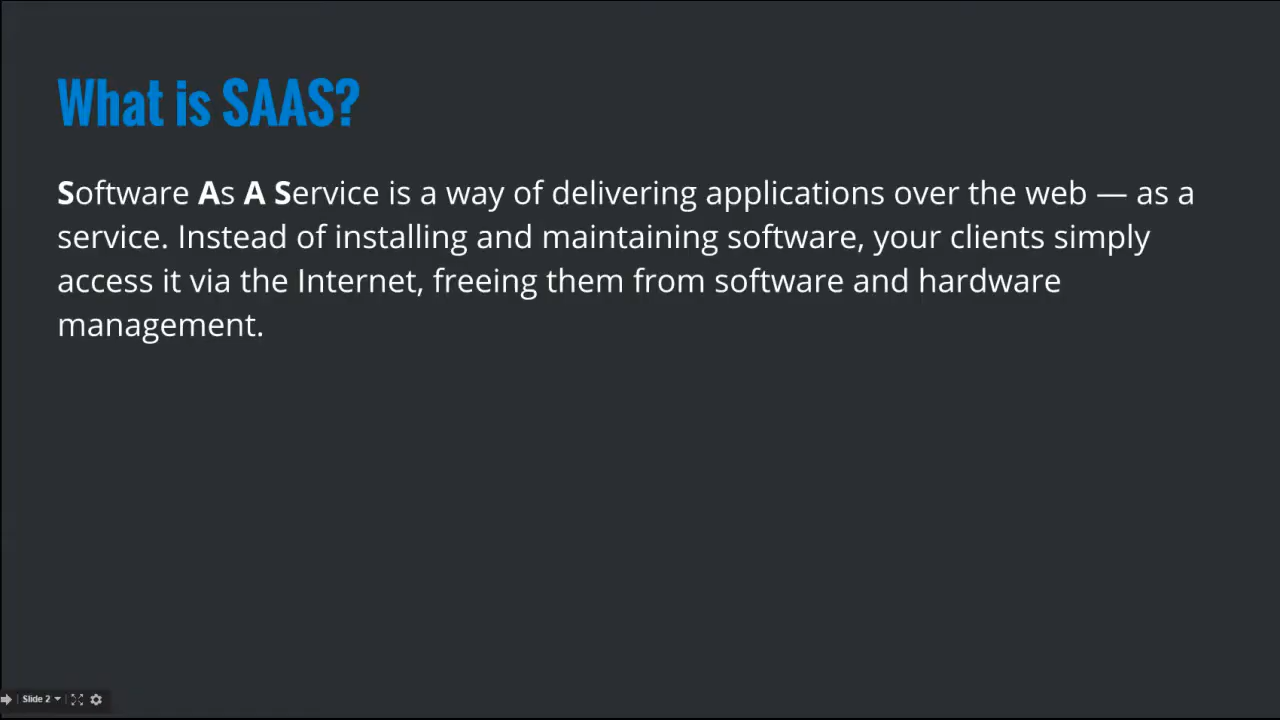 What is SAAS?
Software As A Service is a way of delivering applications over the web — as a
service. Instead of installing and maintaining software, your clients simply
access it via the Internet, freeing them from software and hardware
management.
Slide 2